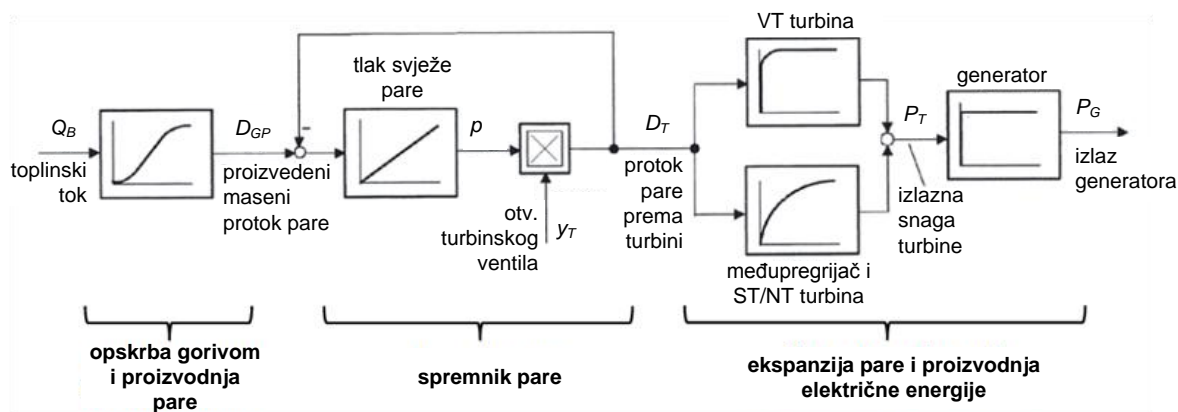 VT turbina
tlak svježe
pare
generator
Q_B
D_GP
-
p
D_T
P_T
P_G
toplinski
tok
proizvedeni
maseni
protok pare
otv.
turbinskog
ventila
y_T
protok
pare
prema
turbini
izlazna
snaga
turbine
izlaz
generatora
međupregrijač i
ST/NT turbina
opskrba gorivom
i proizvodnja
pare
spremnik pare
ekspanzija pare i proizvodnja
električne energije